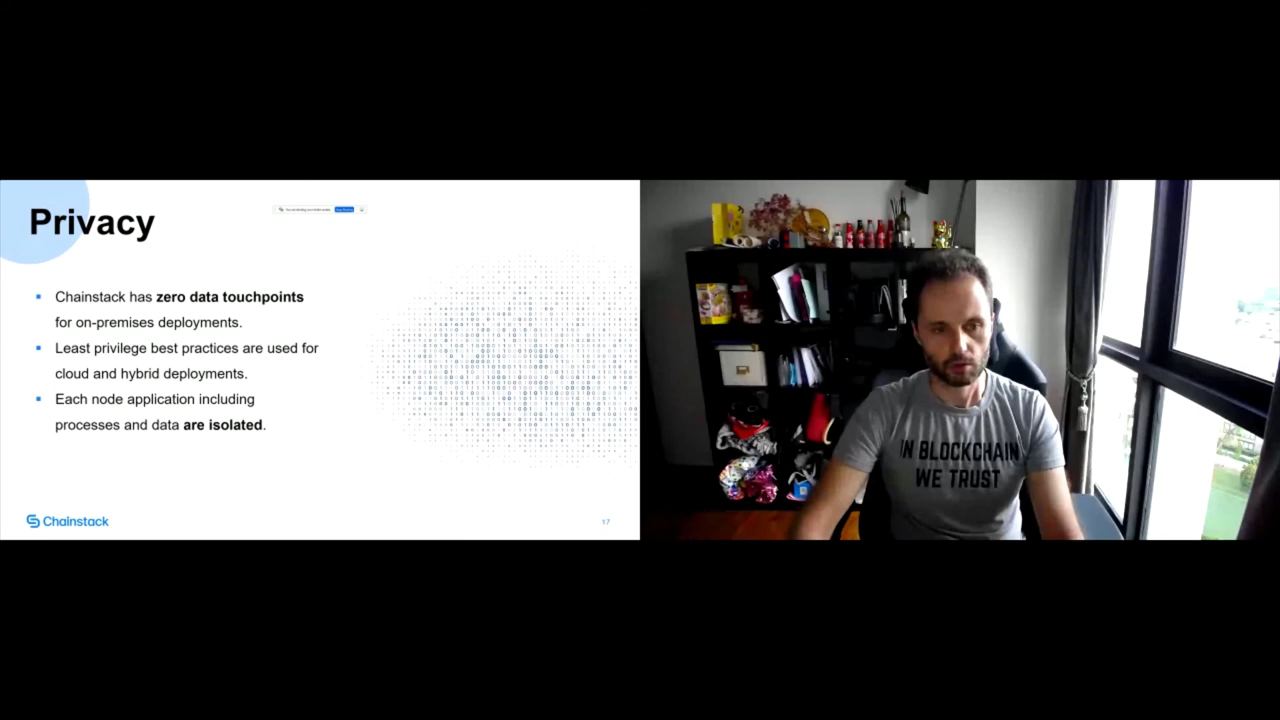 Privacy
Chainstack has zero data touchpoints
for on-premises deployments.
Least privilege best practices are used for
cloud and hybrid deployments.
Each node application including
processes and data are isolated.
Chainstack
17
IN BLOCKCHAIN
WE TRUST